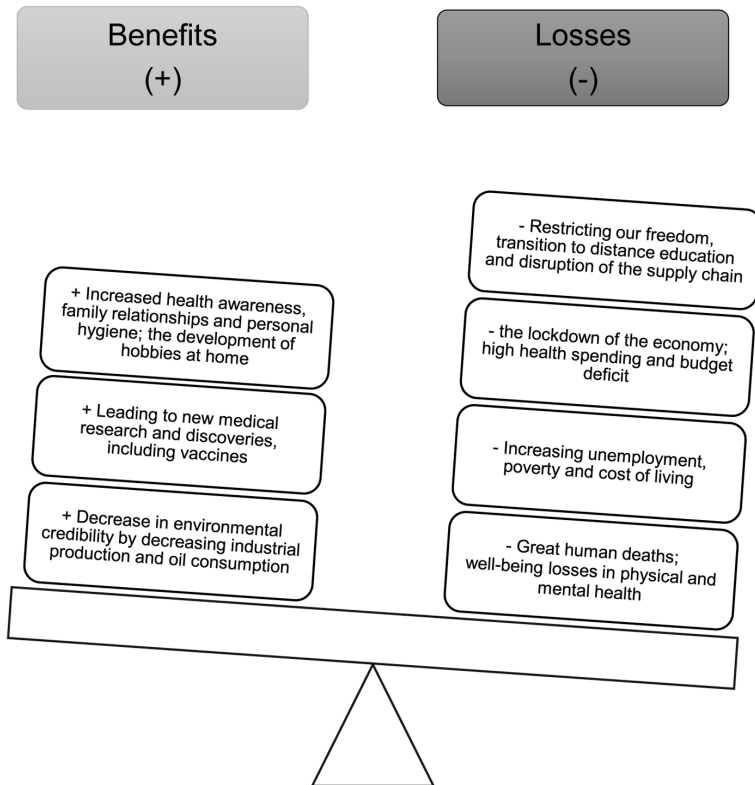 Benefits
(+)
Losses
(-)
+ Increased health awareness,
family relationships and personal
hygiene; the development of
hobbies at home
+ Leading to new medical
research and discoveries,
including vaccines
+ Decrease in environmental
credibility by decreasing industrial
production and oil consumption
- Restricting our freedom,
transition to distance education
and disruption of the supply chain
- the lockdown of the economy;
high health spending and budget
deficit
- Increasing unemployment,
poverty and cost of living
- Great human deaths;
well-being losses in physical and
mental health